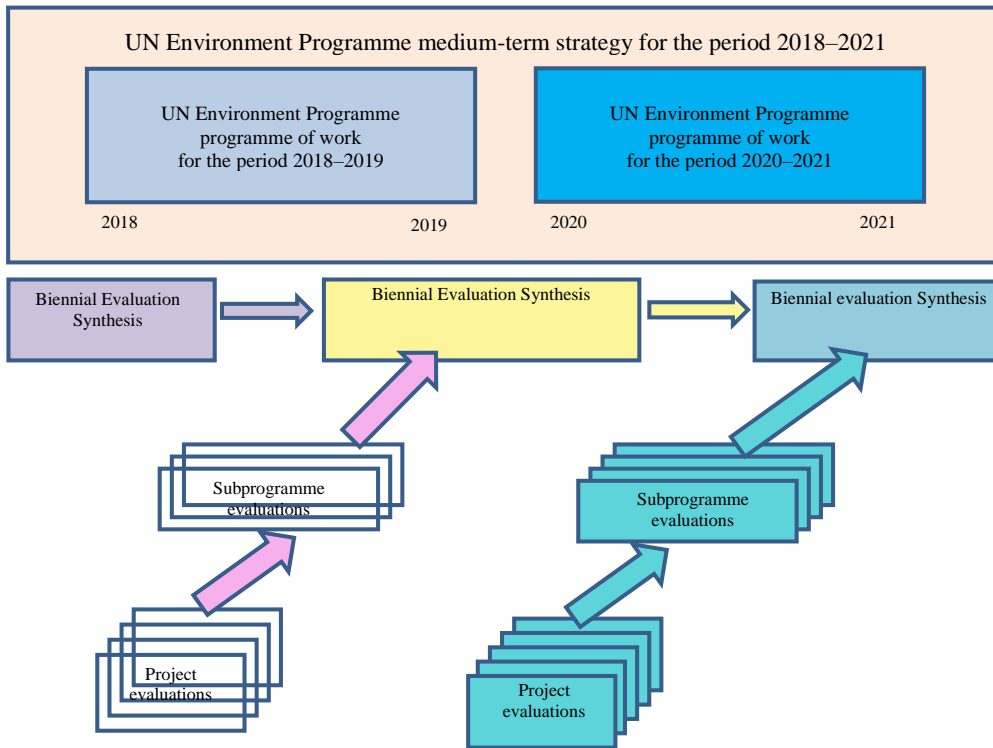 UN Environment Programme medium-term strategy for the period 2018–2021
UN Environment Programme
programme of work
for the period 2018–2019
UN Environment Programme
programme of work
for the period 2020–2021
2018
2019
2020
2021
Biennial Evaluation
Synthesis
Biennial Evaluation Synthesis
Biennial evaluation Synthesis
Subprogramme
evaluations
Subprogramme
evaluations
Project
evaluations
Project
evaluations